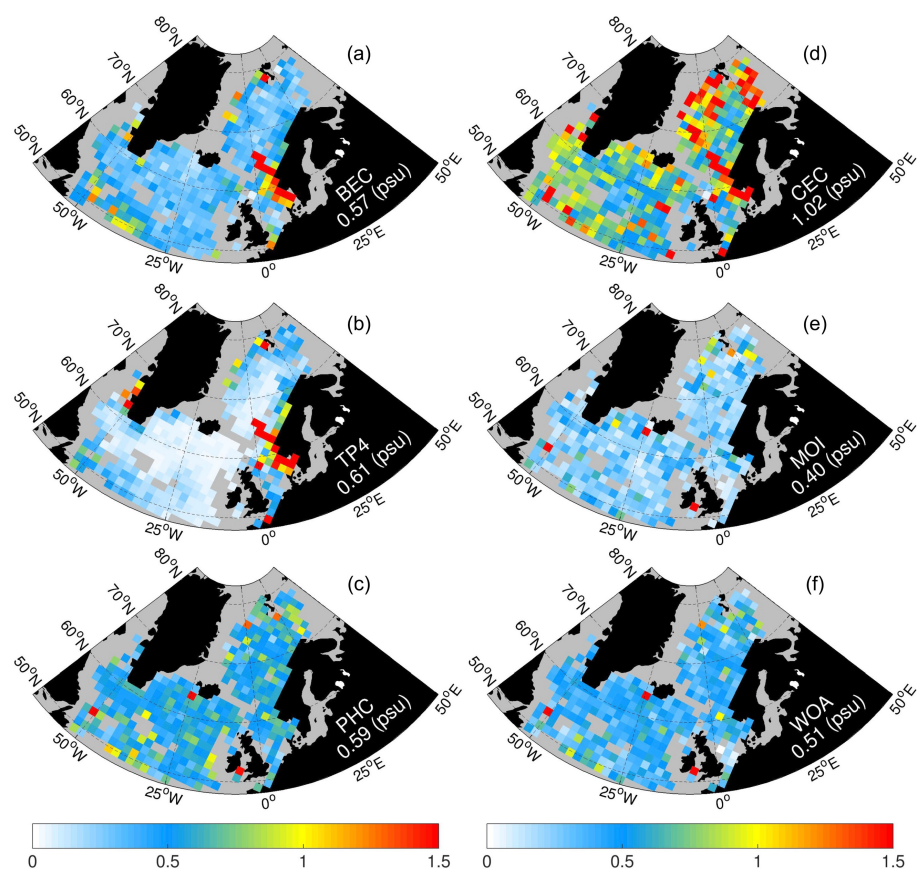 (a)
80°N
70°N
60°N
50°N
50°W
25°W
0°
25°E
50°E
BEC
0.57 (psu)
(d)
80°N
70°N
60°N
50°N
50°W
25°W
0°
25°E
50°E
CEC
1.02 (psu)
(b)
80°N
70°N
60°N
50°N
50°W
25°W
0°
25°E
50°E
TP4
0.61 (psu)
(e)
80°N
70°N
60°N
50°N
50°W
25°W
0°
25°E
50°E
MOI
0.40 (psu)
(c)
80°N
70°N
60°N
50°N
50°W
25°W
0°
25°E
50°E
PHC
0.59 (psu)
(f)
80°N
70°N
60°N
50°N
50°W
25°W
0°
25°E
50°E
WOA
0.51 (psu)
0 0.5 1 1.5
0 0.5 1 1.5